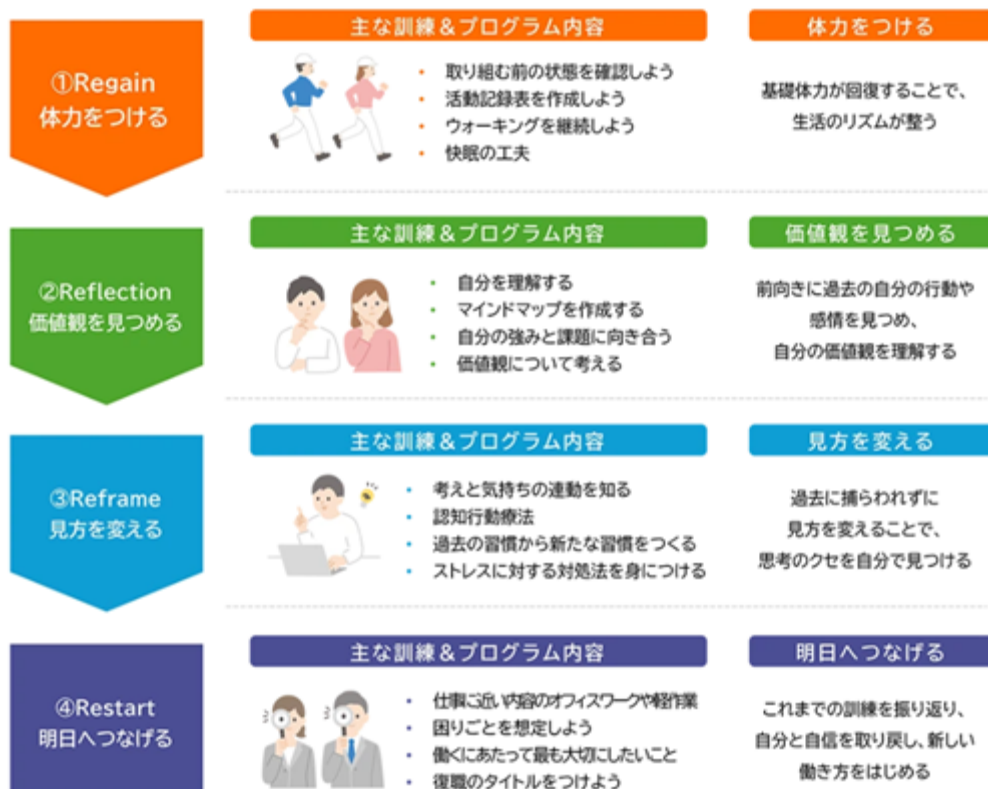 ①Regain
体力をつける
主な訓練＆プログラム内容
・ 取り組む前の状態を確認しよう
・ 活動記録表を作成しよう
・ ウォーキングを継続しよう
・ 快眠の工夫
体力をつける
基礎体力が回復することで、
生活のリズムが整う
②Reflection
価値観を見つめる
主な訓練＆プログラム内容
・ 自分を理解する
・ マインドマップを作成する
・ 自分の強みと課題に向き合う
・ 価値観について考える
価値観を見つめる
前向きに過去の自分の行動や
感情を見つめ、
自分の価値観を理解する
③Reframe
見方を変える
主な訓練＆プログラム内容
・ 考えと気持ちの連動を知る
・ 認知行動療法
・ 過去の習慣から新たな習慣をつくる
・ ストレスに対する対処法を身につける
見方を変える
過去に捕らわれずに
見方を変えることで、
思考のクセを自分で見つける
④Restart
明日へつなげる
主な訓練＆プログラム内容
・ 仕事に近い内容のオフィスワークや軽作業
・ 困りごとを想定しよう
・ 働くにあたって最も大切にしたいこと
・ 復職のタイトルをつけよう
明日へつなげる
これまでの訓練を振り返り、
自分と自信を取り戻し、新しい
働き方をはじめる